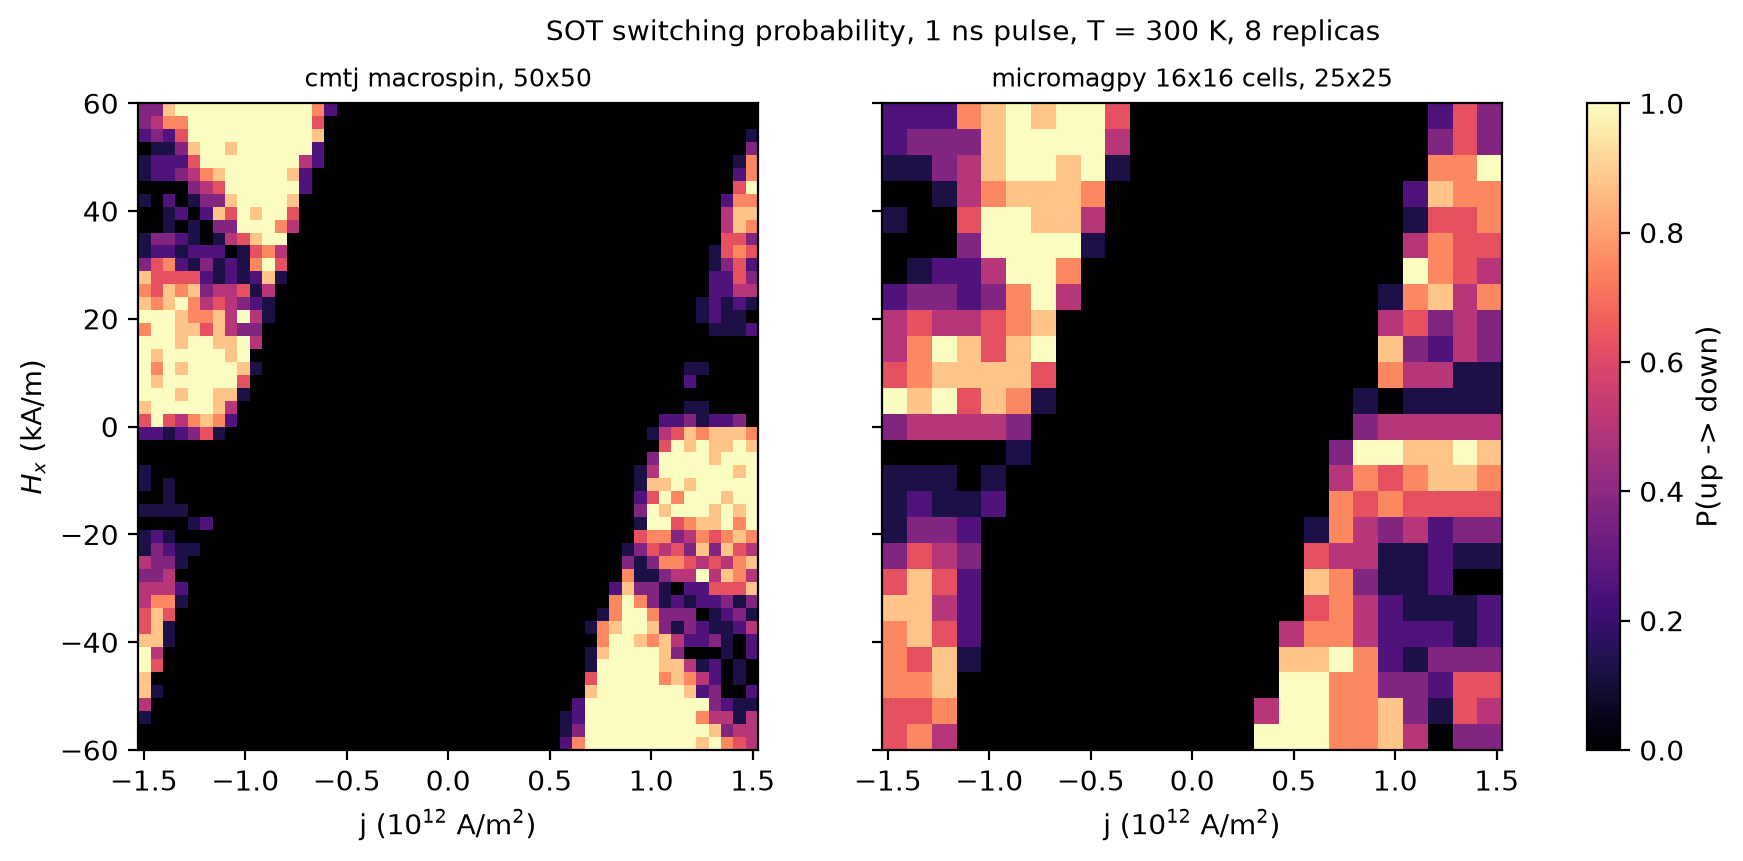 SOT switching probability, 1 ns pulse, T = 300 K, 8 replicas
cmtj macrospin, 50x50
micromagpy 16x16 cells, 25x25
60
40
20
0
−20
−40
−60
H_x (kA/m)
−1.5 −1.0 −0.5 0.0 0.5 1.0 1.5
j (10^12 A/m^2)
−1.5 −1.0 −0.5 0.0 0.5 1.0 1.5
j (10^12 A/m^2)
1.0
0.8
0.6
0.4
0.2
0.0
P(up -> down)